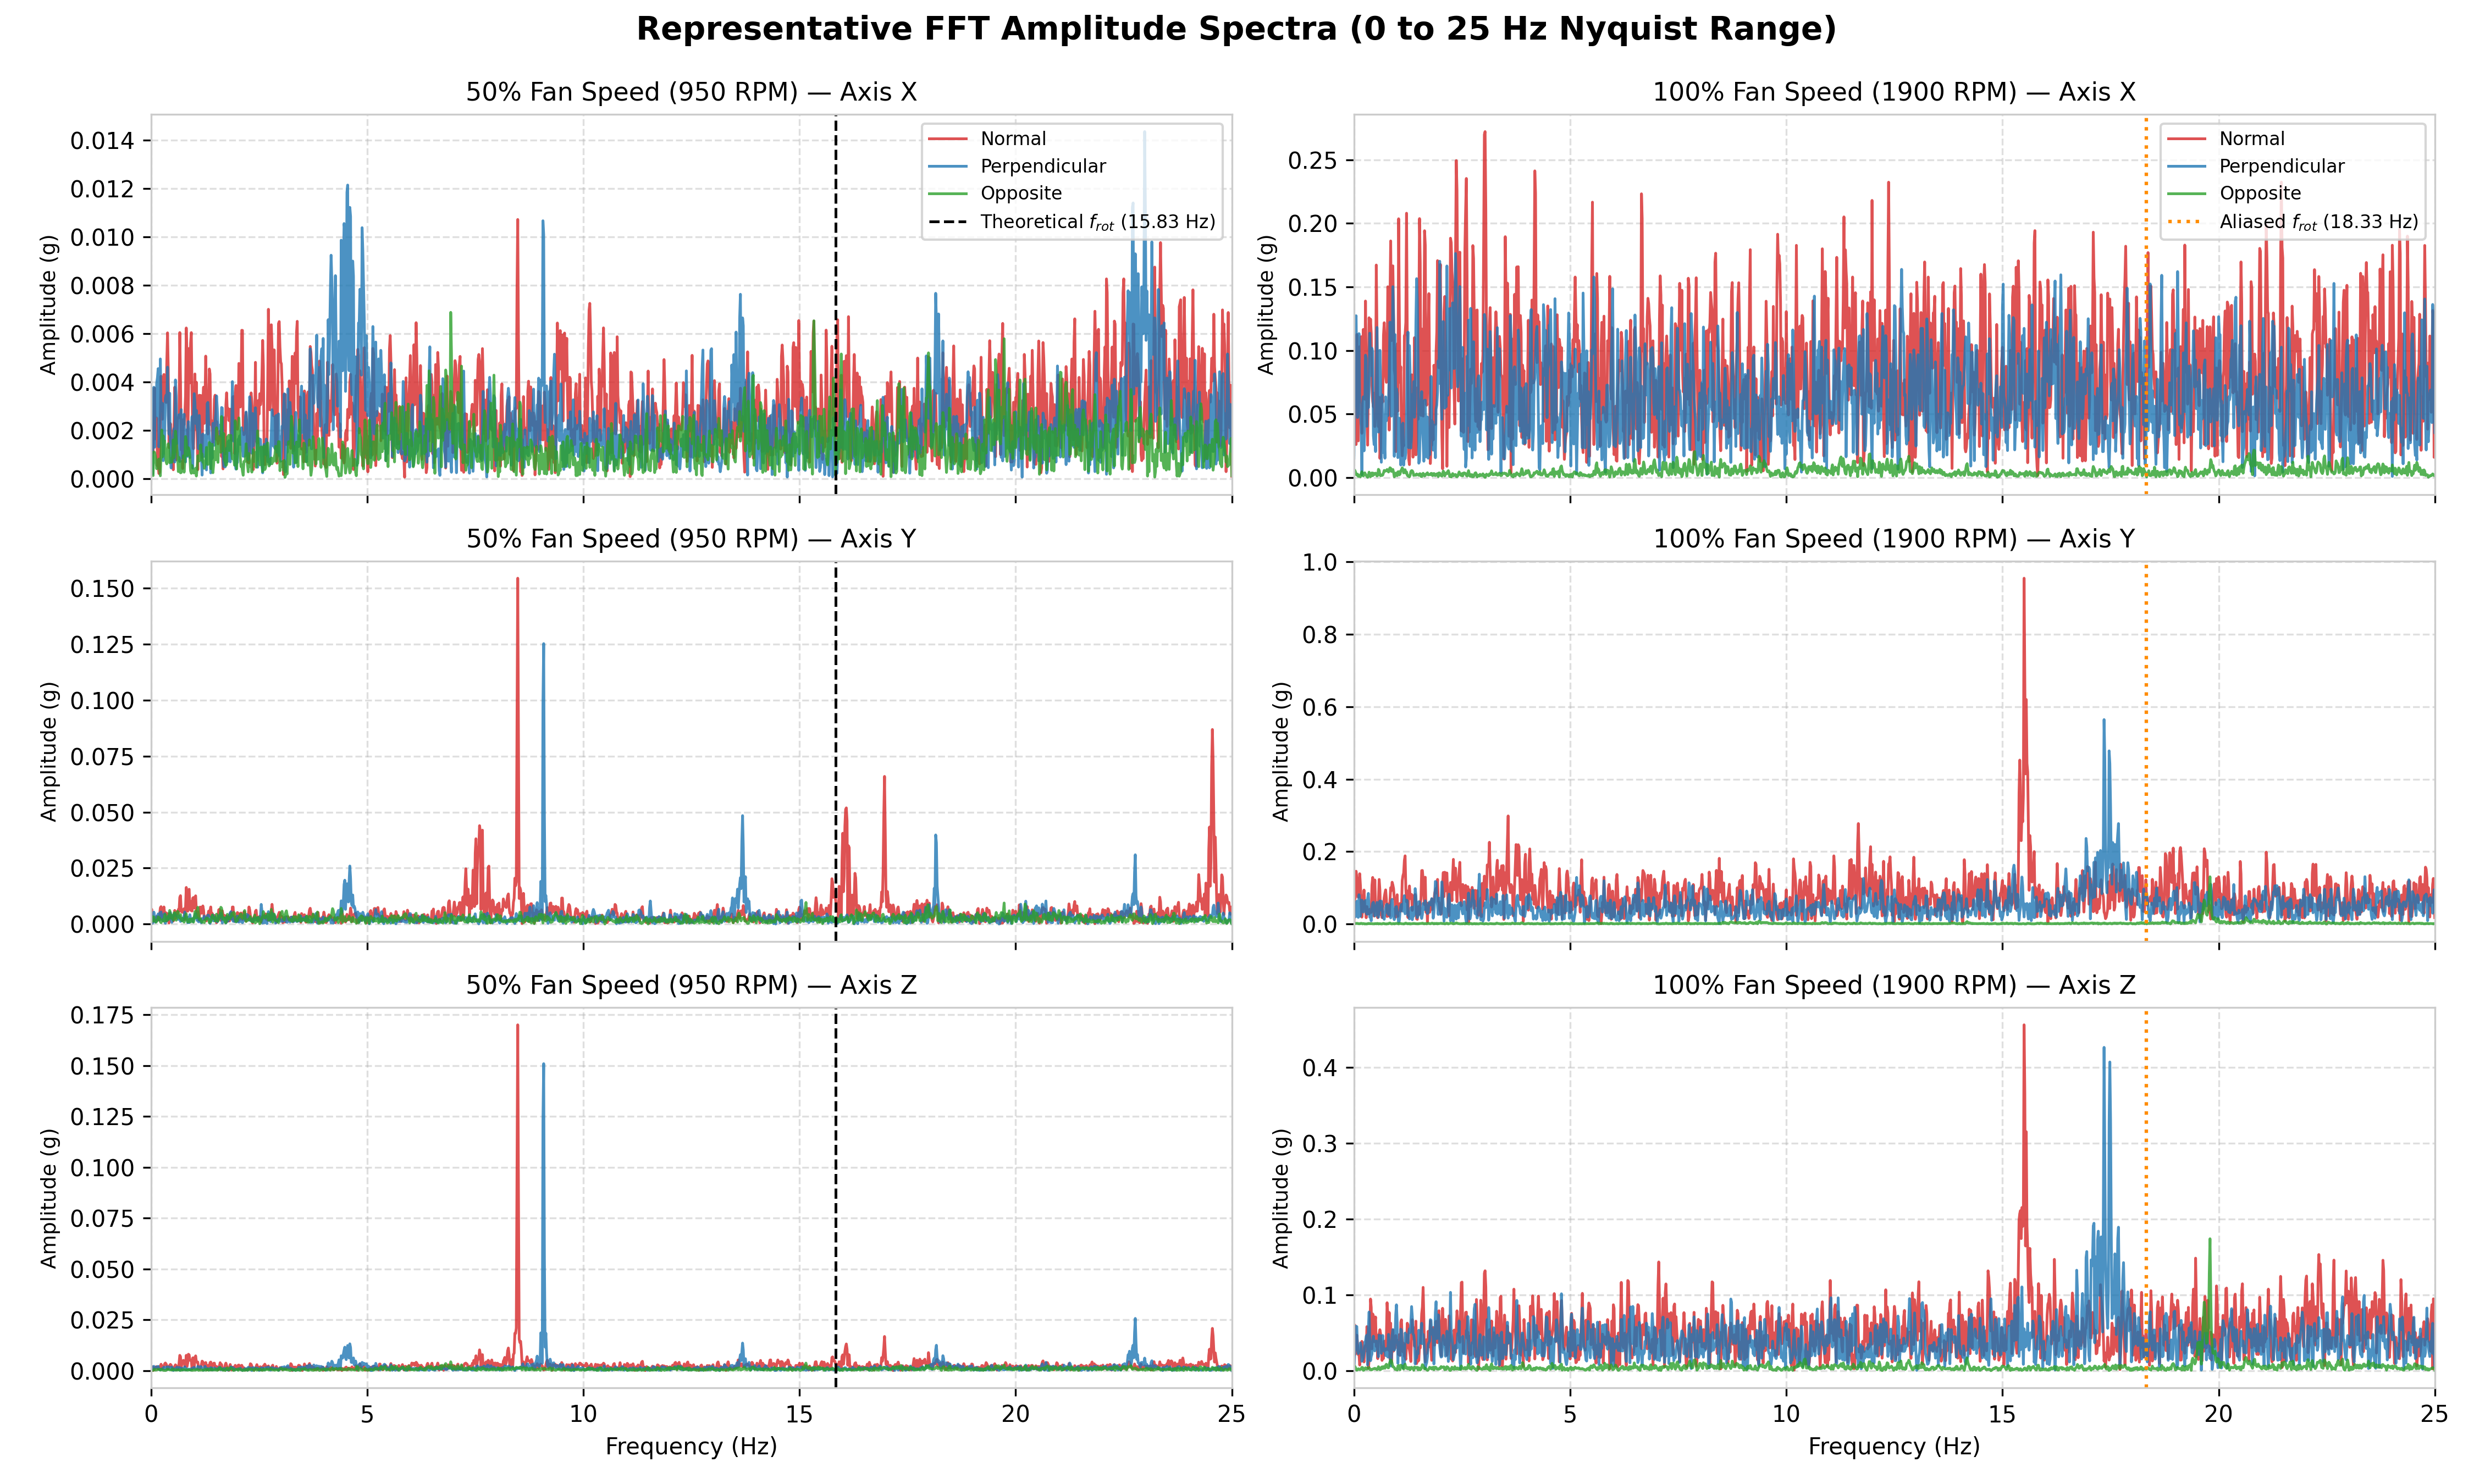 Representative FFT Amplitude Spectra (0 to 25 Hz Nyquist Range)
50% Fan Speed (950 RPM) — Axis X
Amplitude (g)
0.014
0.012
0.010
0.008
0.006
0.004
0.002
0.000
Normal
Perpendicular
Opposite
Theoretical f_rot (15.83 Hz)
100% Fan Speed (1900 RPM) — Axis X
Amplitude (g)
0.25
0.20
0.15
0.10
0.05
0.00
Normal
Perpendicular
Opposite
Aliased f_rot (18.33 Hz)
50% Fan Speed (950 RPM) — Axis Y
Amplitude (g)
0.150
0.125
0.100
0.075
0.050
0.025
0.000
100% Fan Speed (1900 RPM) — Axis Y
Amplitude (g)
1.0
0.8
0.6
0.4
0.2
0.0
50% Fan Speed (950 RPM) — Axis Z
Amplitude (g)
0.175
0.150
0.125
0.100
0.075
0.050
0.025
0.000
0 5 10 15 20 25
Frequency (Hz)
100% Fan Speed (1900 RPM) — Axis Z
Amplitude (g)
0.4
0.3
0.2
0.1
0.0
0 5 10 15 20 25
Frequency (Hz)